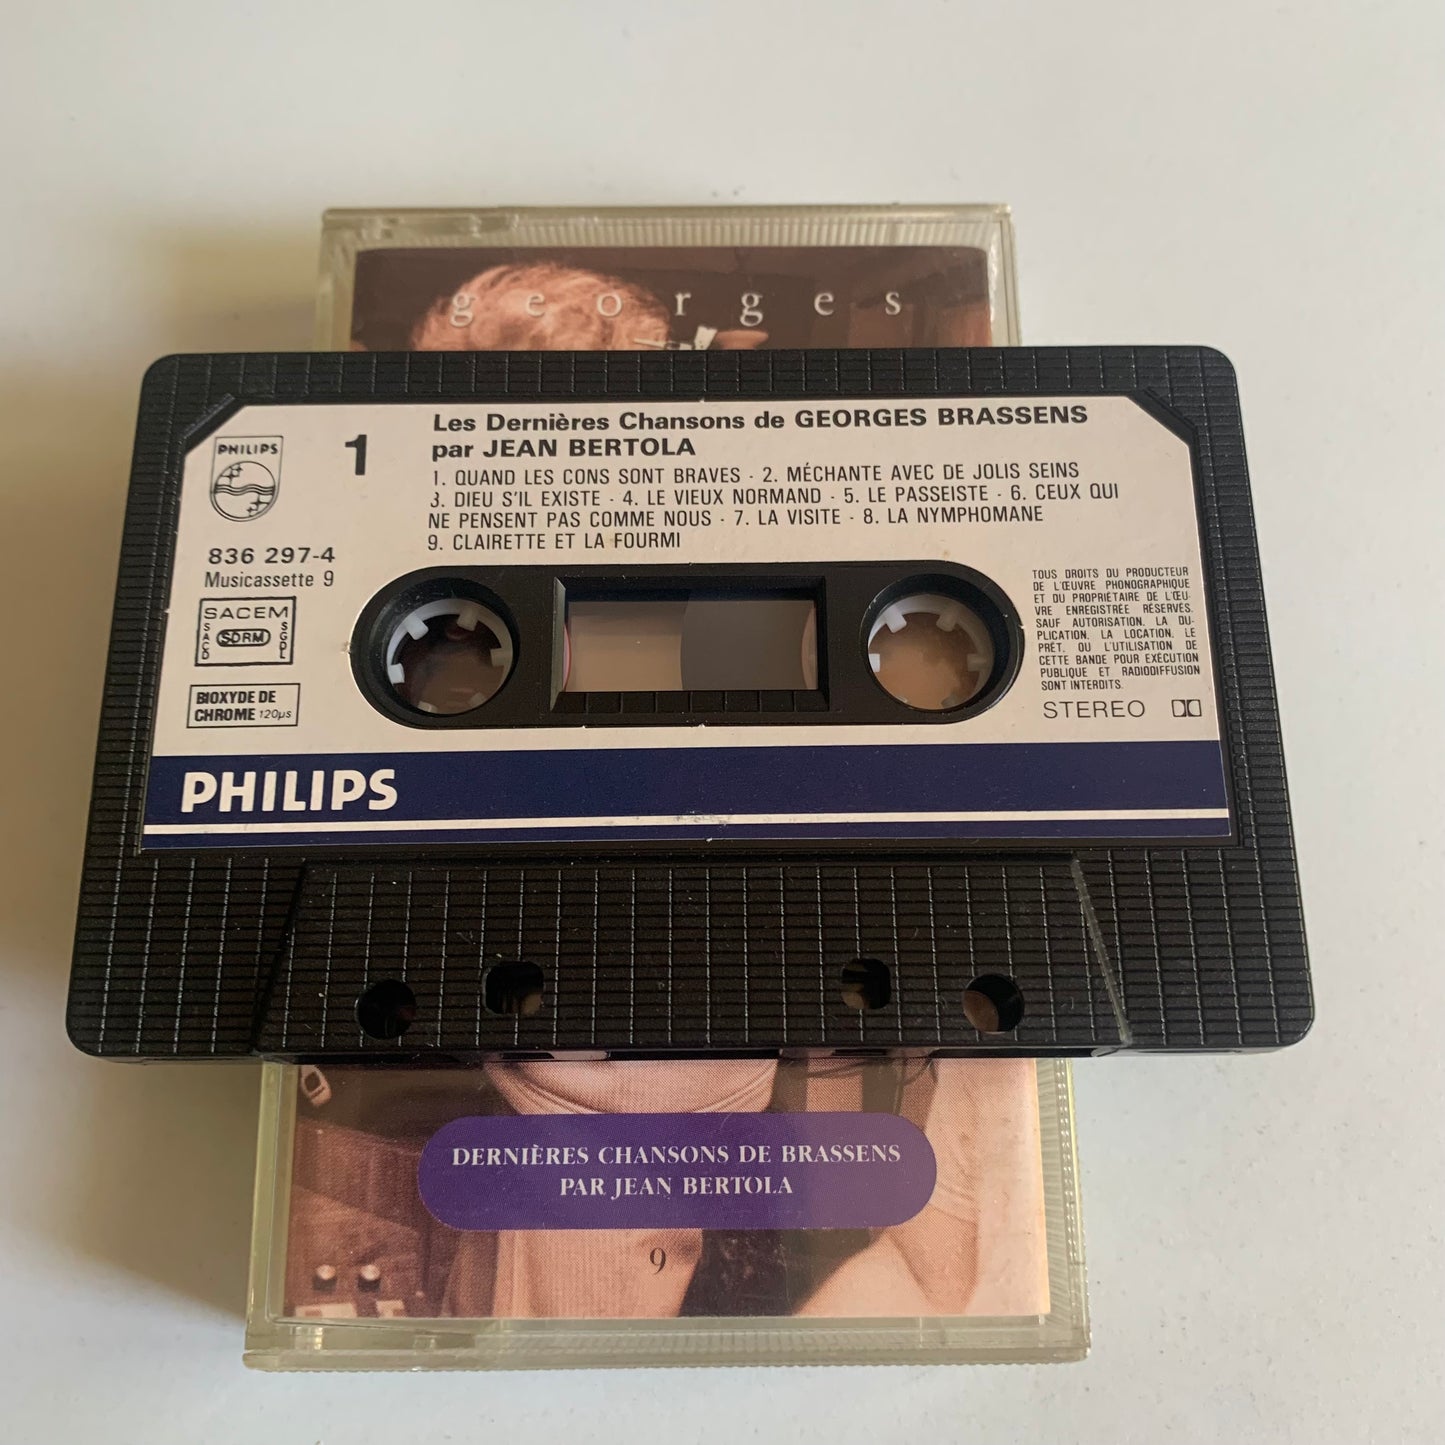 georges
Les Dernières Chansons de GEORGES BRASSENS
par JEAN BERTOLA
1. QUAND LES CONS SONT BRAVES · 2. MÉCHANTE AVEC DE JOLIS SEINS
3. DIEU S'IL EXISTE · 4. LE VIEUX NORMAND · 5. LE PASSEISTE · 6. CEUX QUI
NE PENSENT PAS COMME NOUS · 7. LA VISITE · 8. LA NYMPHOMANE
9. CLAIRETTE ET LA FOURMI
PHILIPS
1
836 297-4
Musicassette 9
SACEM
SACD
SDRM
SGDL
BIOXYDE DE
CHROME 120µs
TOUS DROITS DU PRODUCTEUR
DE L'ŒUVRE PHONOGRAPHIQUE
ET DU PROPRIÉTAIRE DE L'ŒU-
VRE ENREGISTRÉE RÉSERVÉS.
SAUF AUTORISATION, LA DU-
PLICATION, LA LOCATION, LE
PRÊT, OU L'UTILISATION DE
CETTE BANDE POUR EXÉCUTION
PUBLIQUE ET RADIODIFFUSION
SONT INTERDITS.
STEREO
PHILIPS
DERNIÈRES CHANSONS DE BRASSENS
PAR JEAN BERTOLA
9